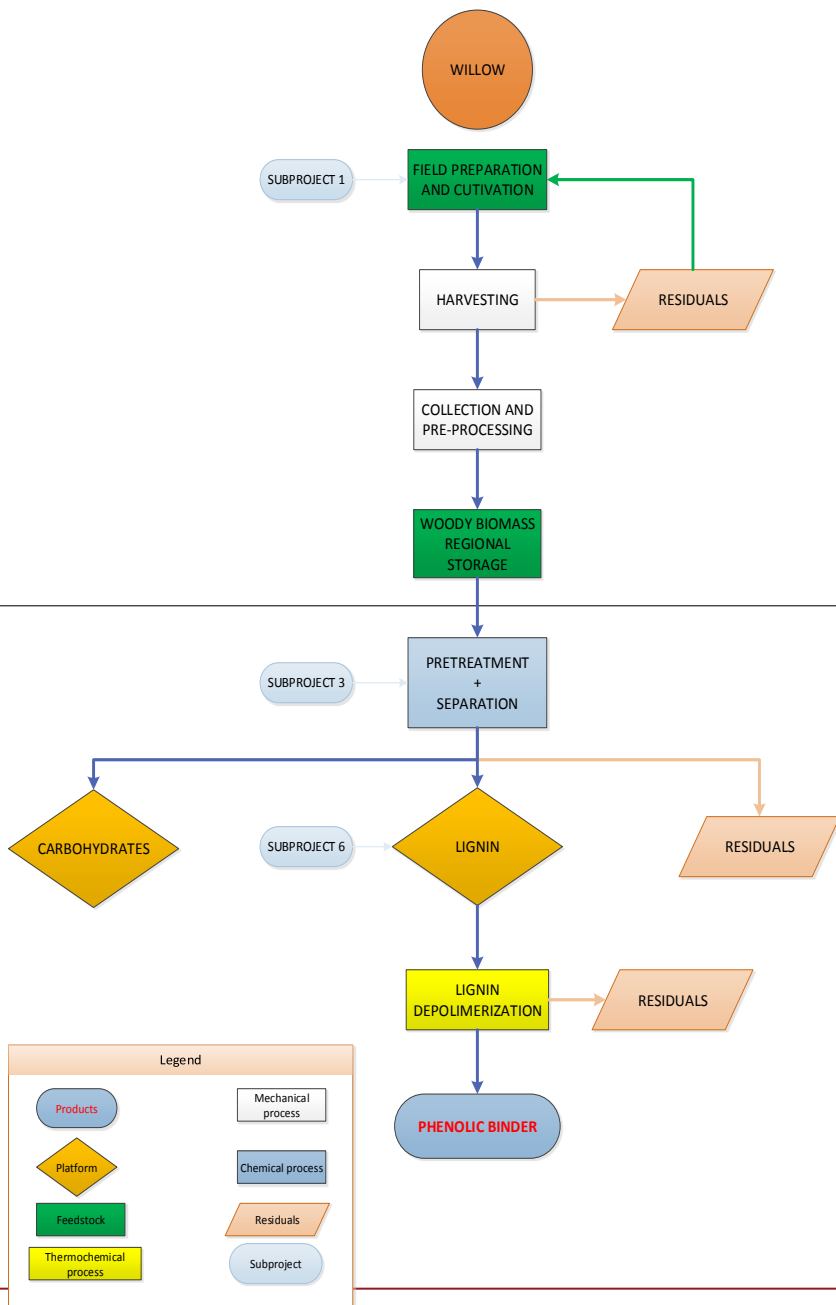 WILLOW
SUBPROJECT 1
FIELD PREPARATION
AND CUTIVATION
HARVESTING
RESIDUALS
COLLECTION AND
PRE-PROCESSING
WOODY BIOMASS
REGIONAL
STORAGE
SUBPROJECT 3
PRETREATMENT
+
SEPARATION
CARBOHYDRATES
SUBPROJECT 6
LIGNIN
RESIDUALS
LIGNIN
DEPOLIMERIZATION
RESIDUALS
PHENOLIC BINDER
Legend
Products
Mechanical
process
Platform
Chemical process
Feedstock
Residuals
Thermochemical
process
Subproject